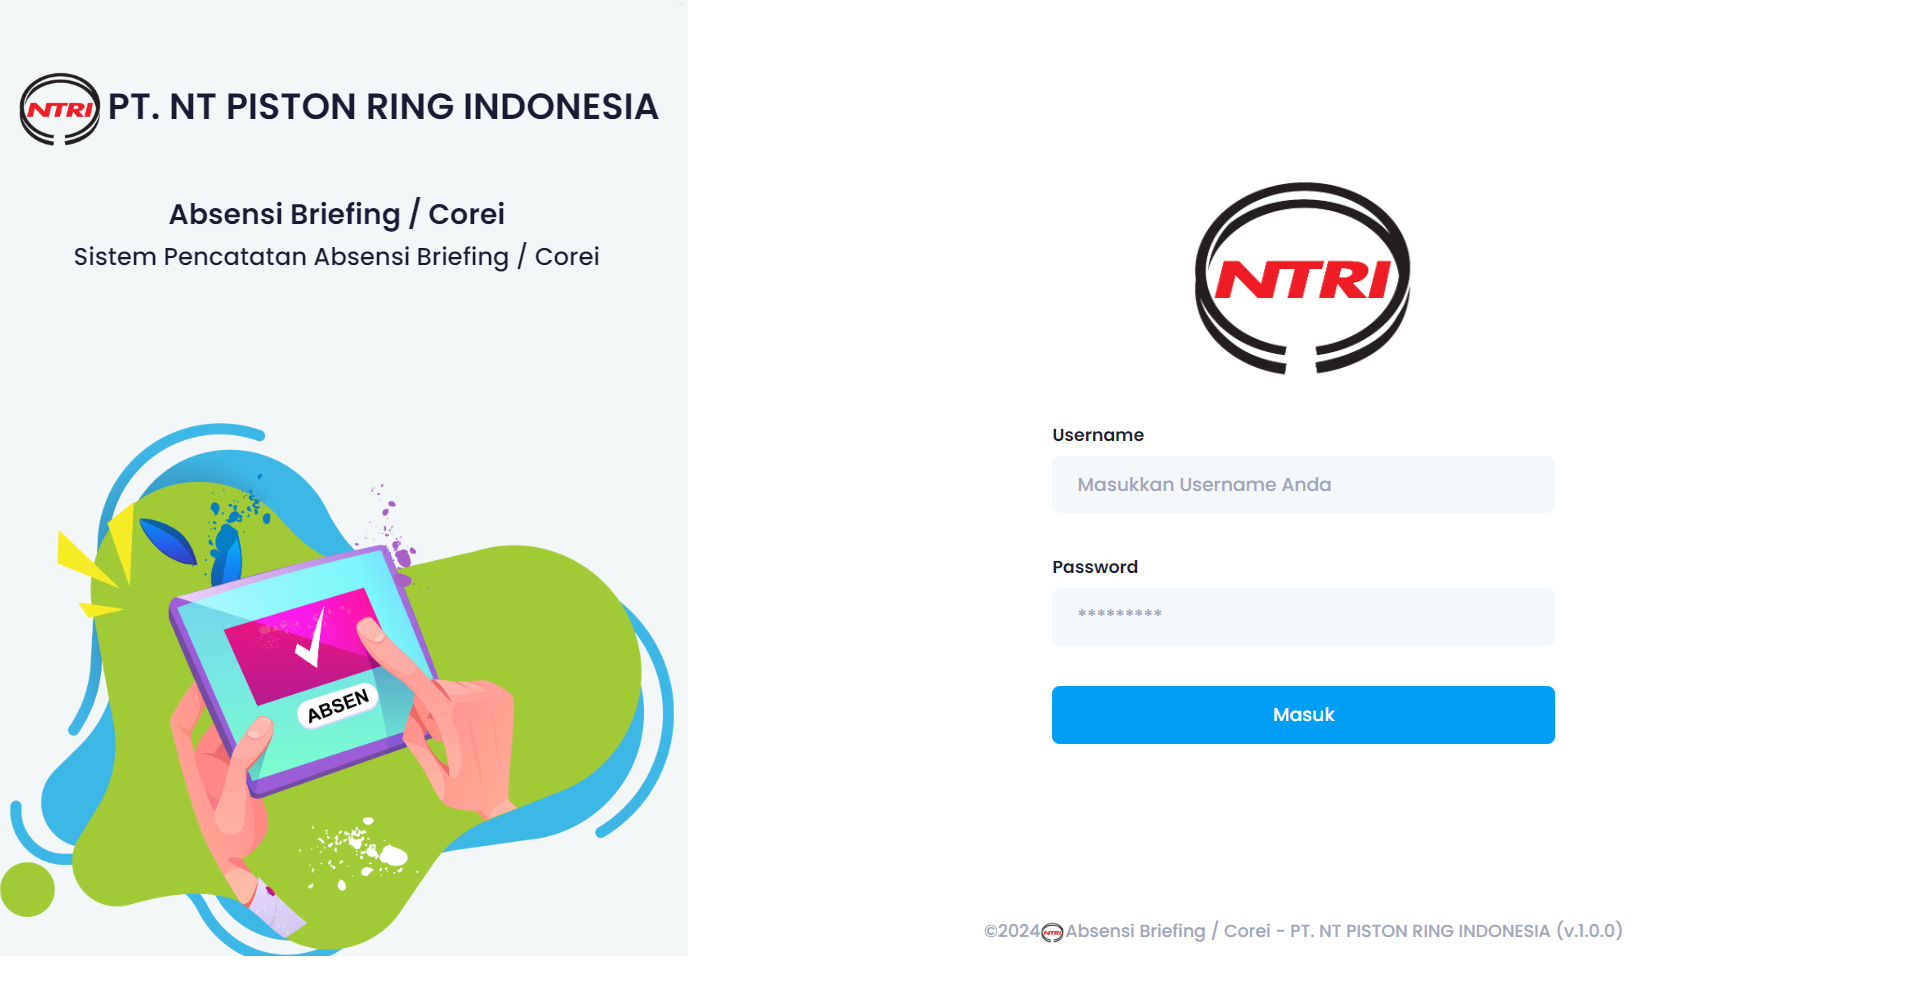 NTRI PT. NT PISTON RING INDONESIA
Absensi Briefing / Corei
Sistem Pencatatan Absensi Briefing / Corei
ABSEN
NTRI
Username
Masukkan Username Anda
Password
*********
Masuk
©2024 NTRI Absensi Briefing / Corei - PT. NT PISTON RING INDONESIA (v.1.0.0)